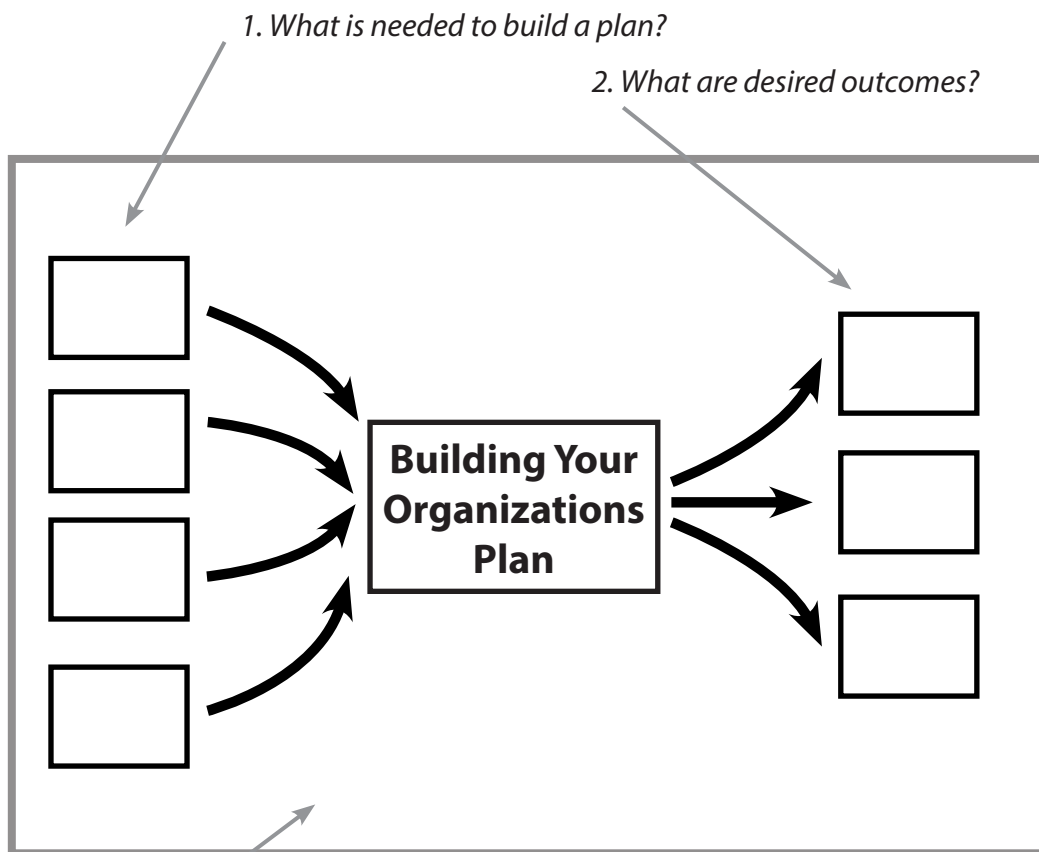 1. What is needed to build a plan?
2. What are desired outcomes?
Building Your
Organizations
Plan